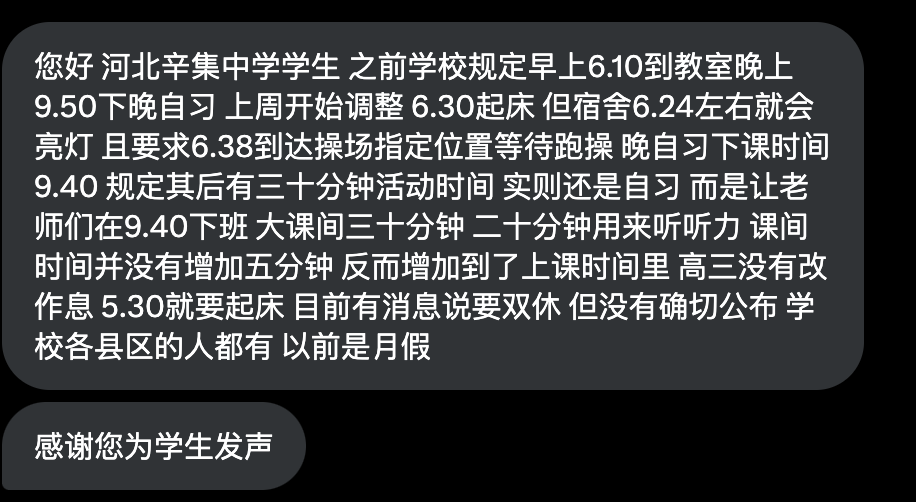 您好 河北辛集中学学生 之前学校规定早上6.10到教室晚上
9.50下晚自习 上周开始调整 6.30起床 但宿舍6.24左右就会
亮灯 且要求6.38到达操场指定位置等待跑操 晚自习下课时间
9.40 规定其后有三十分钟活动时间 实则还是自习 而是让老
师们在9.40下班 大课间三十分钟 二十分钟用来听听力 课间
时间并没有增加五分钟 反而增加到了上课时间里 高三没有改
作息 5.30就要起床 目前有消息说要双休 但没有确切公布 学
校各县区的人都有 以前是月假
感谢您为学生发声